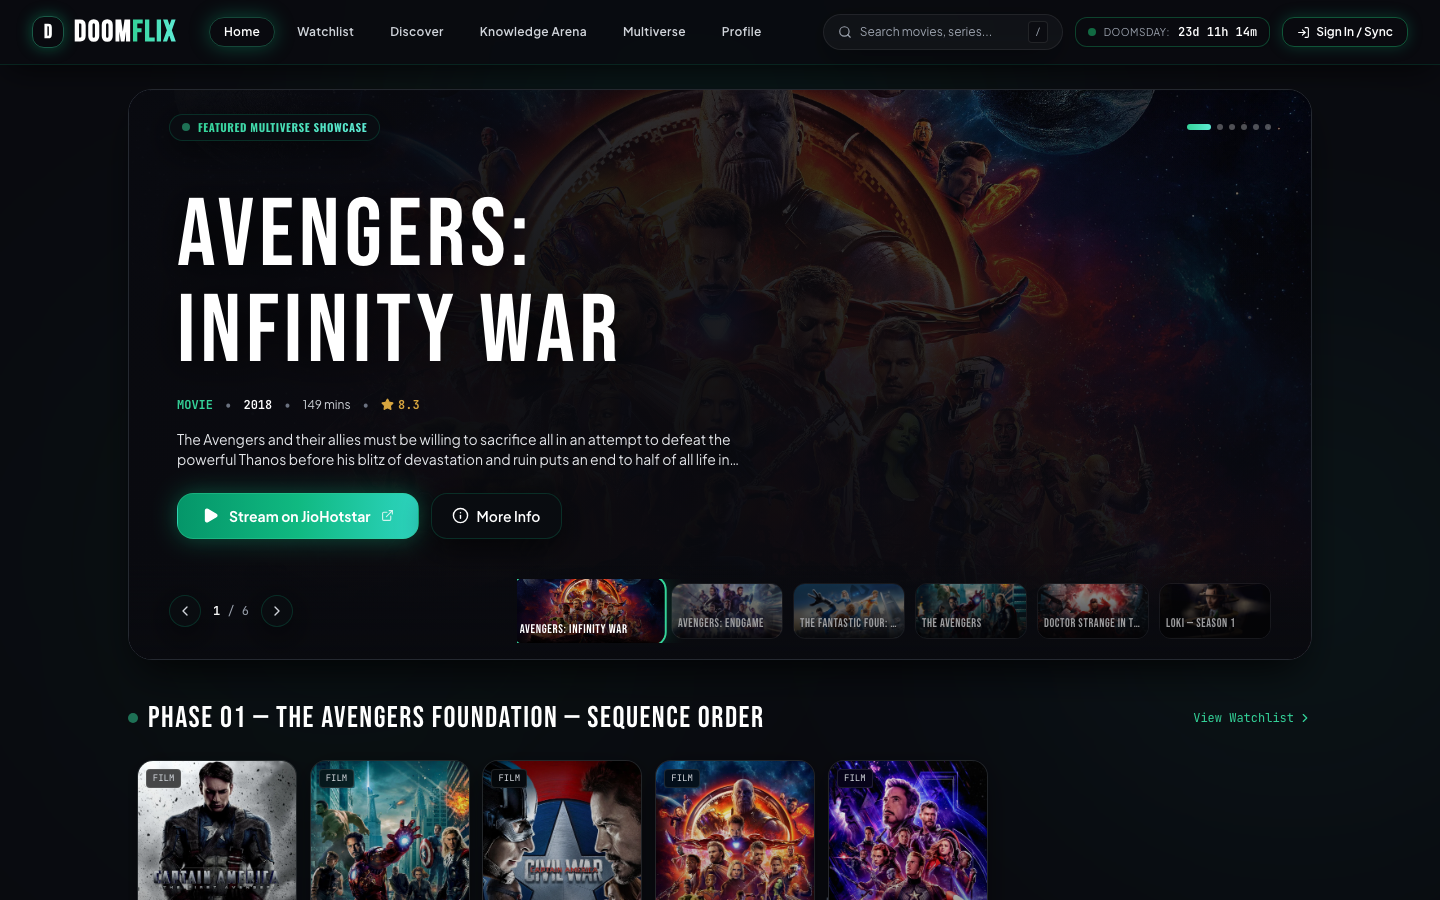 D DOOMFLIX Home Watchlist Discover Knowledge Arena Multiverse Profile Search movies, series... / DOOMSDAY: 23d 11h 14m Sign In / Sync
FEATURED MULTIVERSE SHOWCASE
AVENGERS:
INFINITY WAR
MOVIE • 2018 • 149 mins • 8.3
The Avengers and their allies must be willing to sacrifice all in an attempt to defeat the
powerful Thanos before his blitz of devastation and ruin puts an end to half of all life in…
Stream on JioHotstar More Info
1 / 6
AVENGERS: INFINITY WAR
AVENGERS: ENDGAME
THE FANTASTIC FOUR: …
THE AVENGERS
DOCTOR STRANGE IN T…
LOKI — SEASON 1
PHASE 01 — THE AVENGERS FOUNDATION — SEQUENCE ORDER
View Watchlist
FILM
CAPTAIN AMERICA
THE FIRST AVENGER
FILM
FILM
CIVIL WAR
FILM
FILM